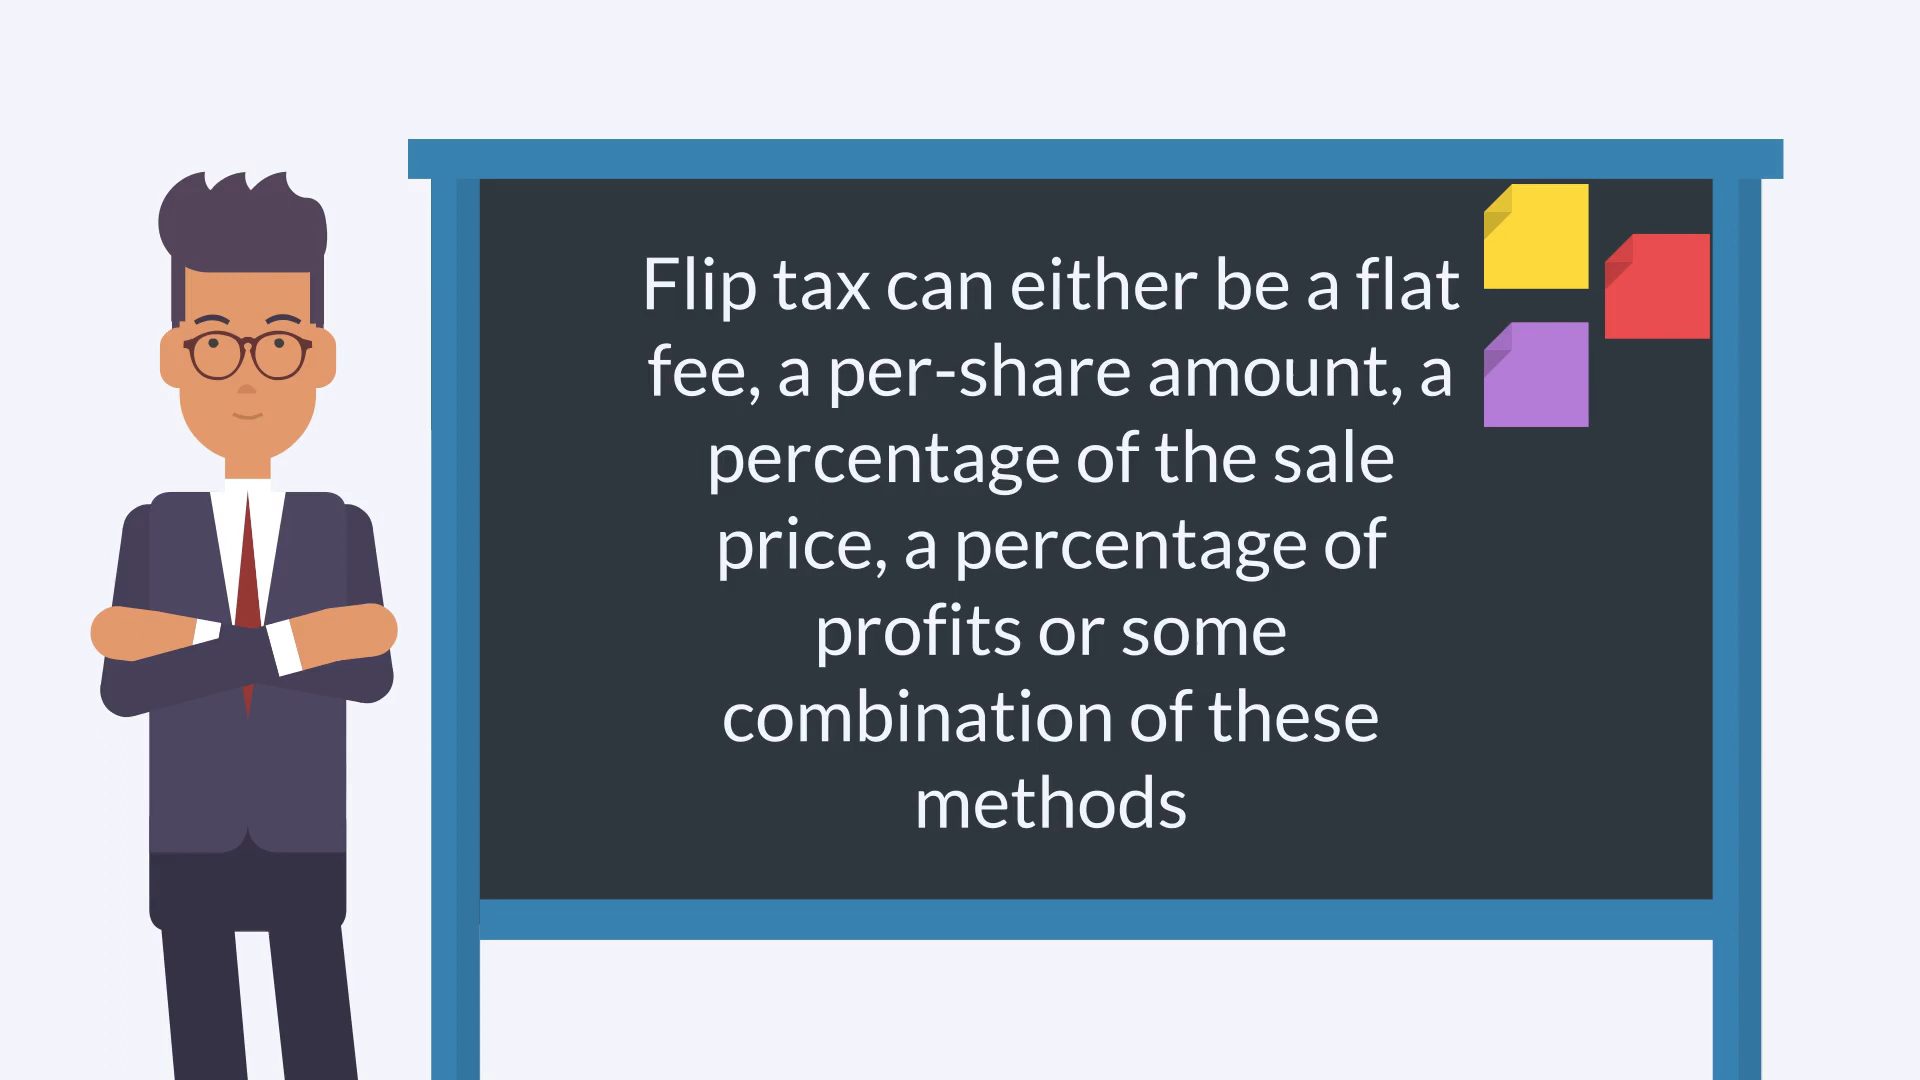 Flip tax can either be a flat
fee, a per-share amount, a
percentage of the sale
price, a percentage of
profits or some
combination of these
methods